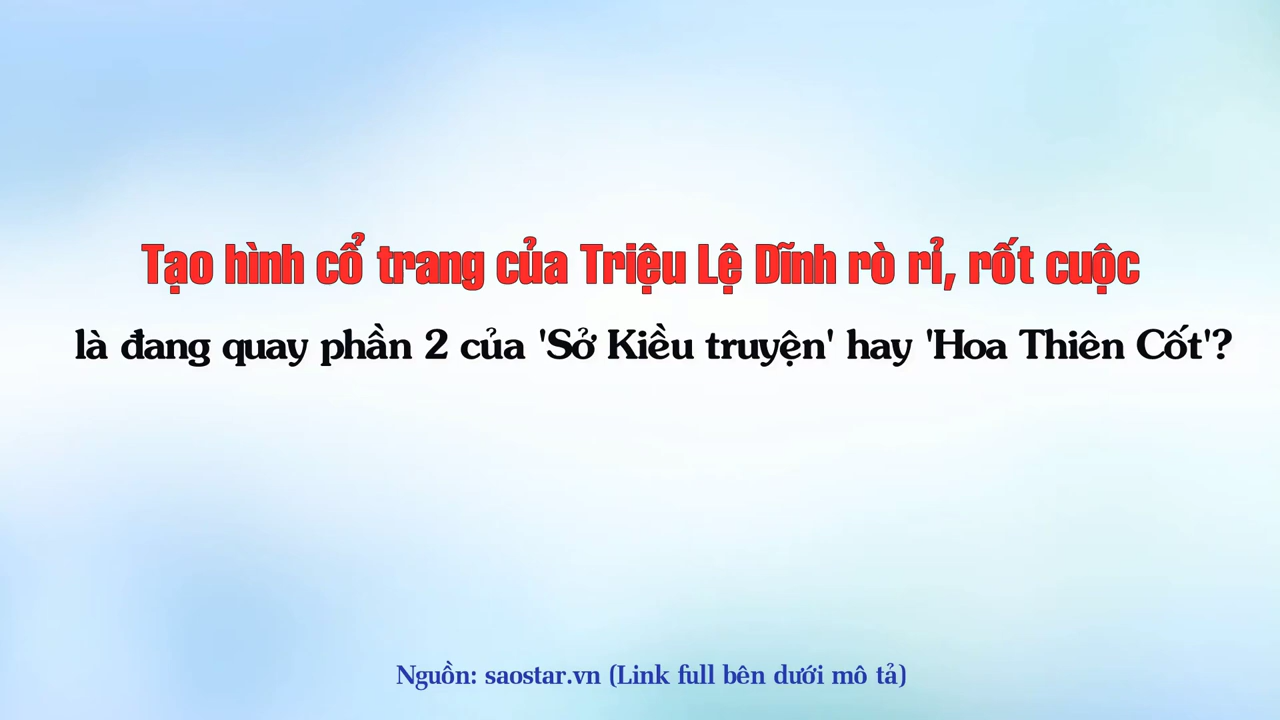 Tạo hình cổ trang của Triệu Lệ Dĩnh rò rỉ, rốt cuộc
là đang quay phần 2 của 'Sở Kiều truyện' hay 'Hoa Thiên Cốt'?
Nguồn: saostar.vn (Link full bên dưới mô tả)